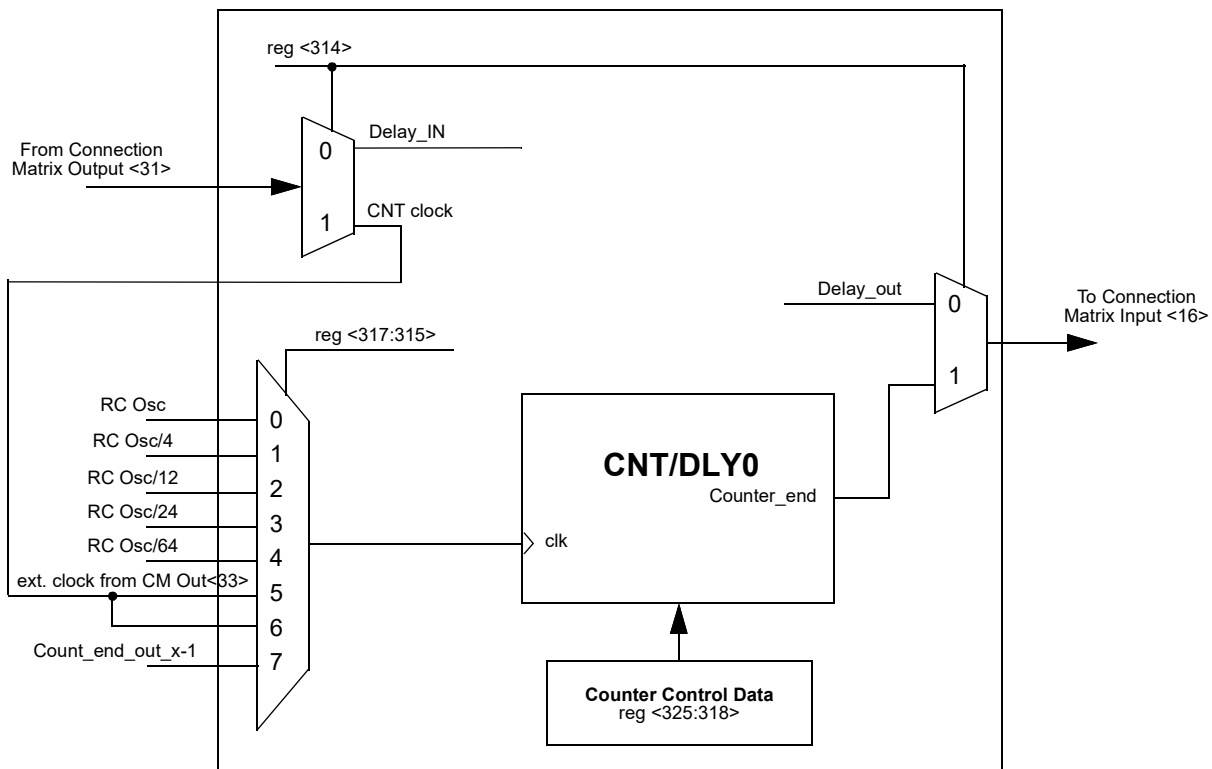 reg <314>
From Connection
Matrix Output <31>
0
Delay_IN
1
CNT clock
Delay_out
0
1
To Connection
Matrix Input <16>
reg <317:315>
RC Osc
0
RC Osc/4
1
RC Osc/12
2
RC Osc/24
3
RC Osc/64
4
ext. clock from CM Out<33>
5
6
Count_end_out_x-1
7
CNT/DLY0
Counter_end
clk
Counter Control Data
reg <325:318>